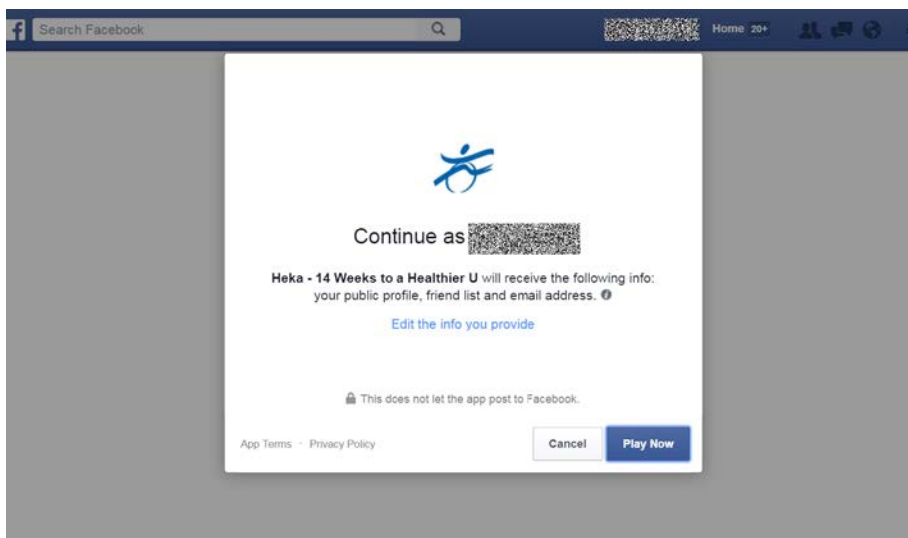 f
Search Facebook
Home 20+
Continue as
Heka - 14 Weeks to a Healthier U will receive the following info:
your public profile, friend list and email address. i
Edit the info you provide
This does not let the app post to Facebook.
App Terms · Privacy Policy
Cancel
Play Now